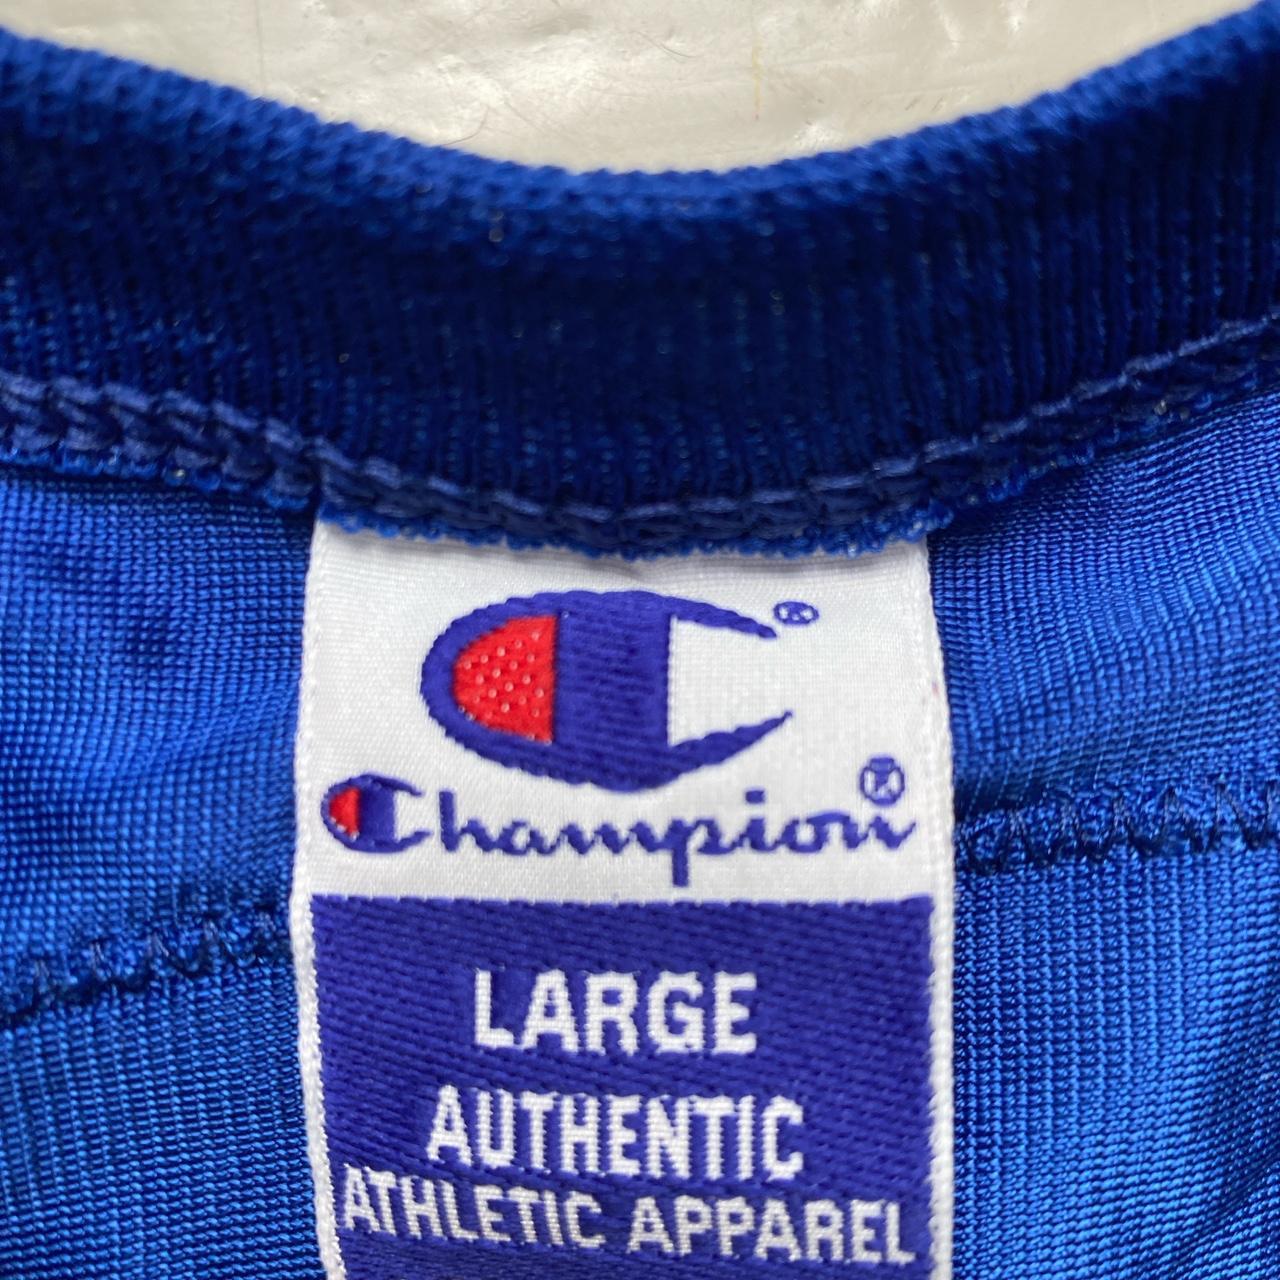 C®
Champion®
LARGE
AUTHENTIC
ATHLETIC APPAREL